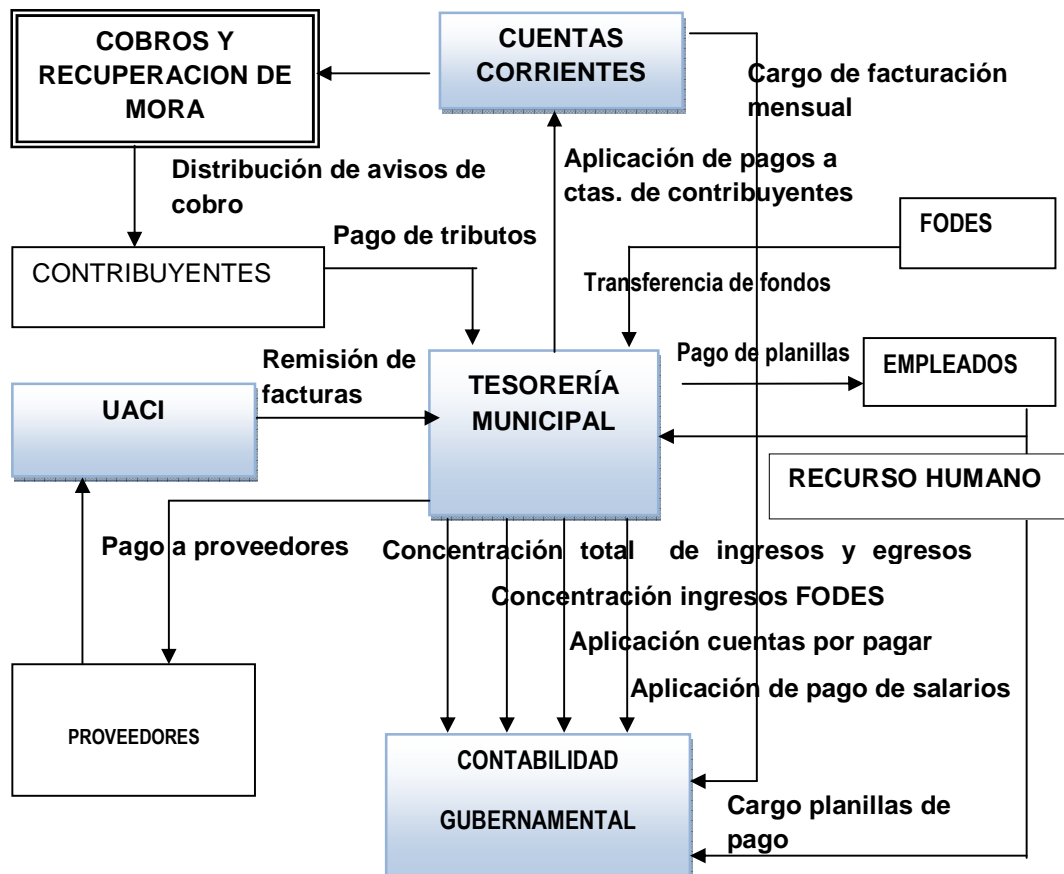 COBROS Y
RECUPERACION DE
MORA
CUENTAS
CORRIENTES
Cargo de facturación
mensual
Distribución de avisos de
cobro
Aplicación de pagos a
ctas. de contribuyentes
Pago de tributos
FODES
CONTRIBUYENTES
Transferencia de fondos
Remisión de
facturas
Pago de planillas
EMPLEADOS
TESORERÍA
MUNICIPAL
UACI
RECURSO HUMANO
Pago a proveedores
Concentración total de ingresos y egresos
Concentración ingresos FODES
Aplicación cuentas por pagar
Aplicación de pago de salarios
PROVEEDORES
CONTABILIDAD
GUBERNAMENTAL
Cargo planillas de
pago